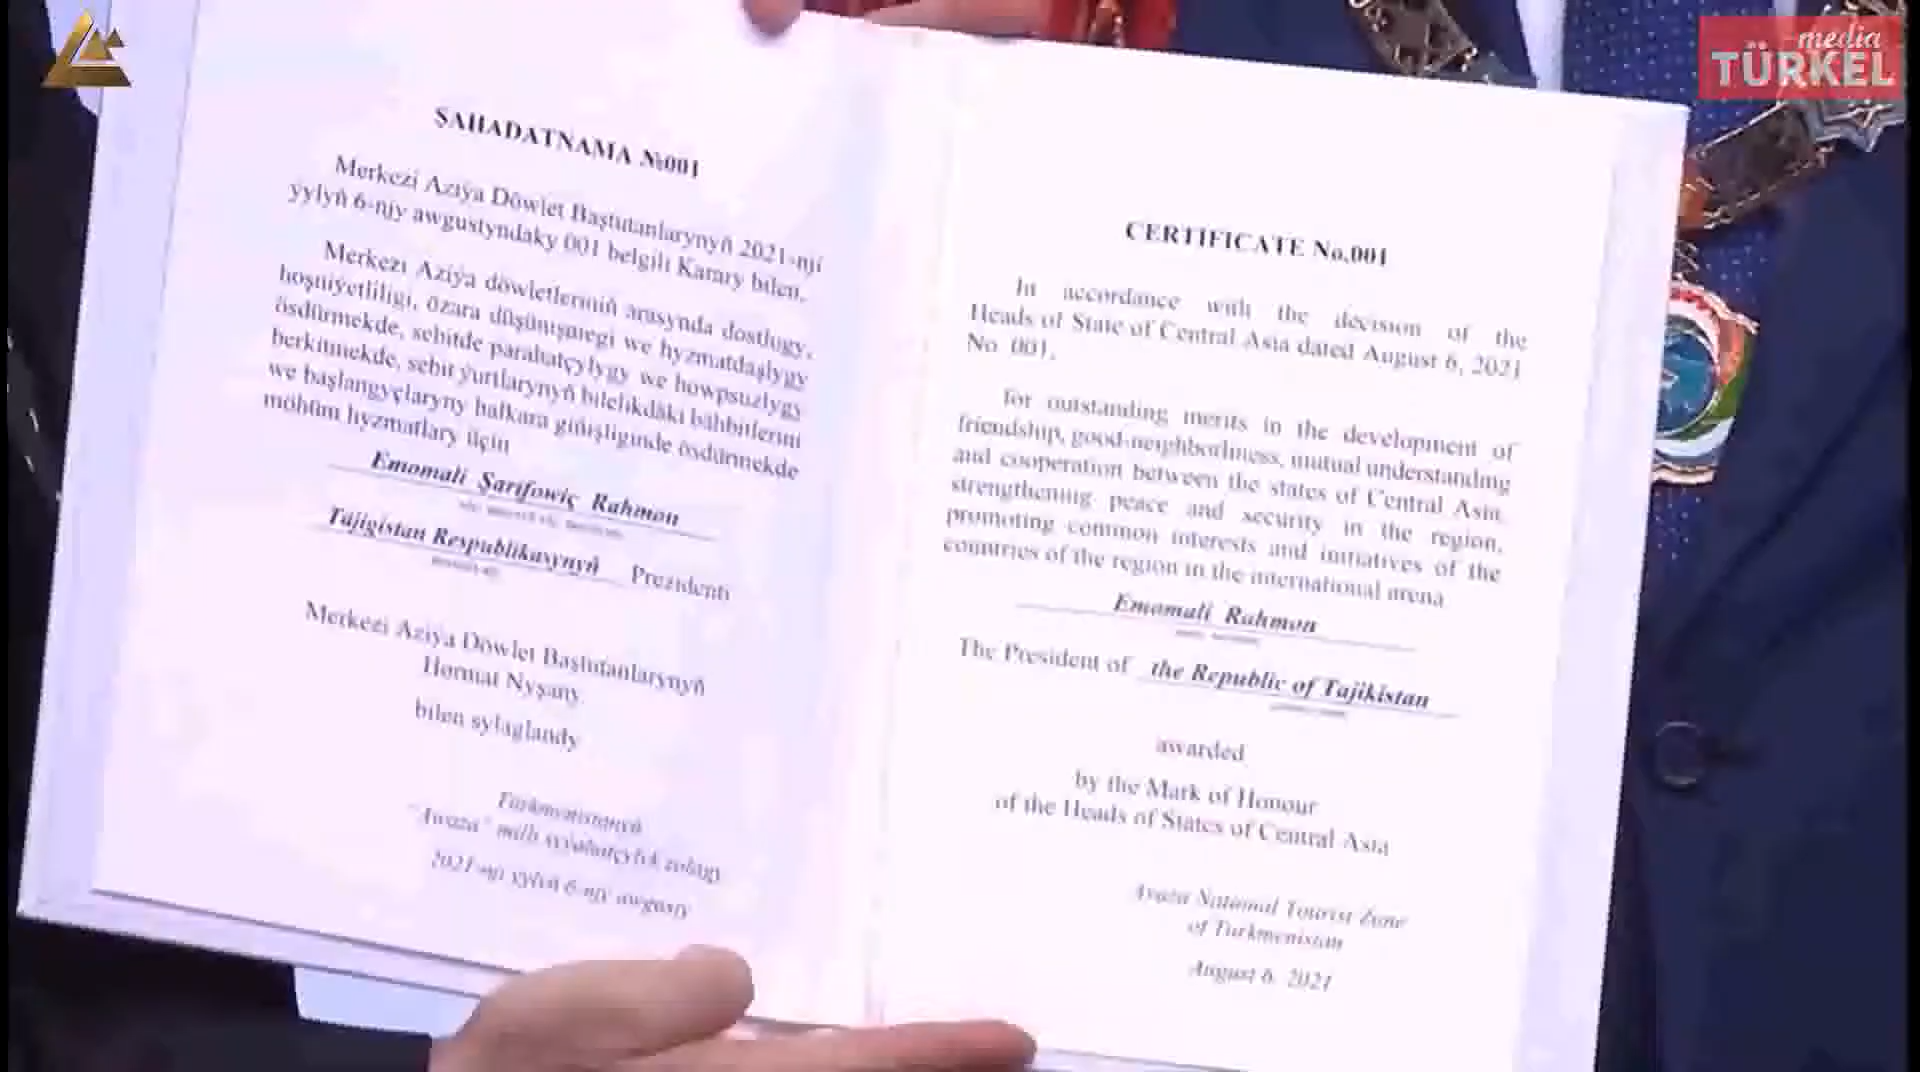 media
TÜRKEL
ŞAHADATNAMA №001
Merkezi Aziýa Döwlet Baştutanlarynyň 2021-nji
ýylyň 6-njy awgustyndaky 001 belgili Karary bilen,
Merkezi Aziýa döwletleriniň arasynda dostlugy,
hoşniýetliligi, özara düşünişmegi we hyzmatdaşlygy
ösdürmekde, sebitde parahatçylygy we howpsuzlygy
berkitmekde, sebit ýurtlarynyň bilelikdäki bähbitlerini
we başlangyçlaryny halkara giňişliginde ösdürmekde
möhüm hyzmatlary üçin
Emomali Şarifowiç Rahmon
Täjigistan Respublikasynyň Prezidenti
Merkezi Aziýa Döwlet Baştutanlarynyň
Hormat Nyşany
bilen sylaglandy
Türkmenistanyň
"Awaza" milli syýahatçylyk zolagy
2021-nji ýylyň 6-njy awgusty
CERTIFICATE No.001
In accordance with the decision of the
Heads of State of Central Asia dated August 6, 2021
No 001,
for outstanding merits in the development of
friendship, good-neighborliness, mutual understanding
and cooperation between the states of Central Asia,
strengthening peace and security in the region,
promoting common interests and initiatives of the
countries of the region in the international arena
Emomali Rahmon
The President of the Republic of Tajikistan
awarded
by the Mark of Honour
of the Heads of States of Central Asia
Avaza National Tourist Zone
of Turkmenistan
August 6, 2021